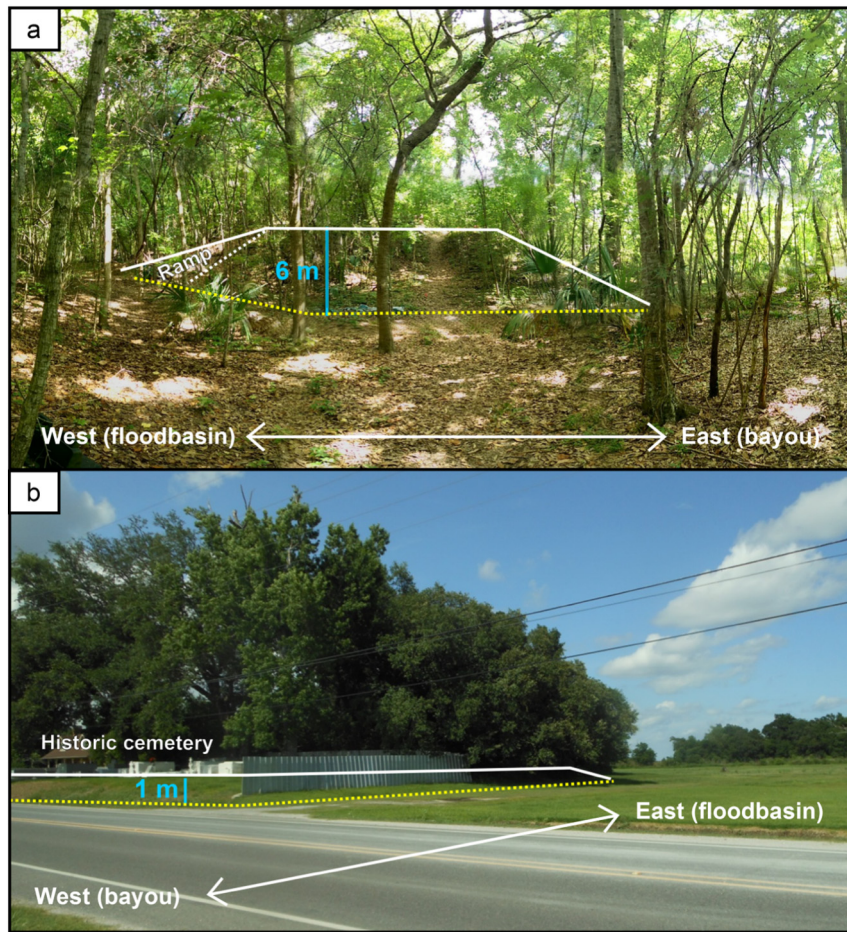 a
Ramp
6 m
West (floodbasin)
East (bayou)
b
Historic cemetery
1 m
East (floodbasin)
West (bayou)